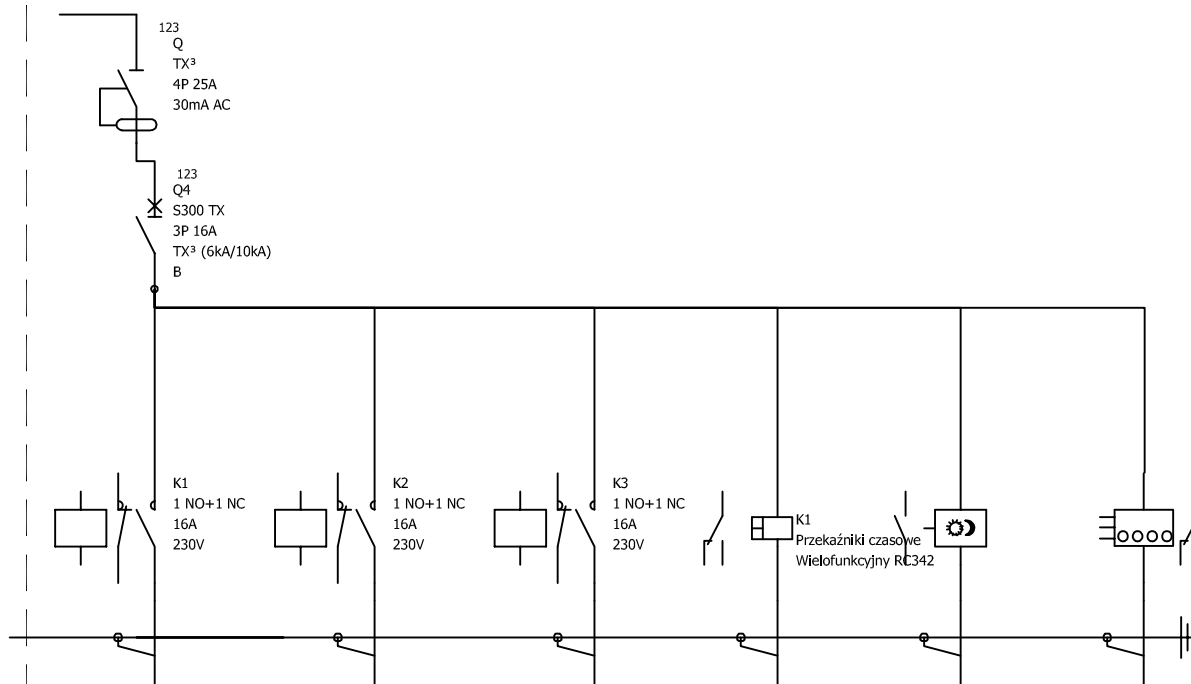 123
Q
TX³
4P 25A
30mA AC
123
Q4
S300 TX
3P 16A
TX³ (6kA/10kA)
B
K1
1 NO+1 NC
16A
230V
K2
1 NO+1 NC
16A
230V
K3
1 NO+1 NC
16A
230V
K1
Przekaźniki czasowe
Wielofunkcyjny RC342